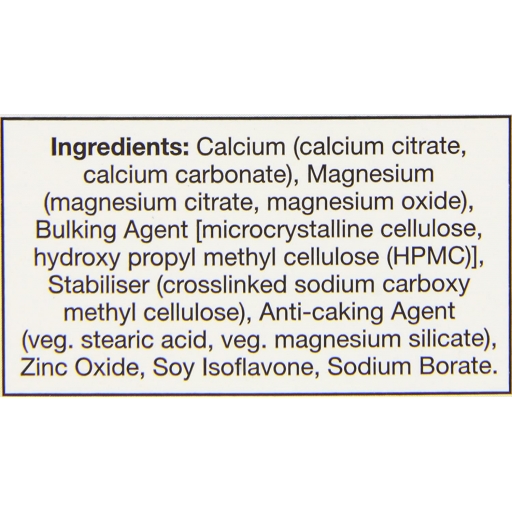 Ingredients: Calcium (calcium citrate,
calcium carbonate), Magnesium
(magnesium citrate, magnesium oxide),
Bulking Agent [microcrystalline cellulose,
hydroxy propyl methyl cellulose (HPMC)],
Stabiliser (crosslinked sodium carboxy
methyl cellulose), Anti-caking Agent
(veg. stearic acid, veg. magnesium silicate),
Zinc Oxide, Soy Isoflavone, Sodium Borate.